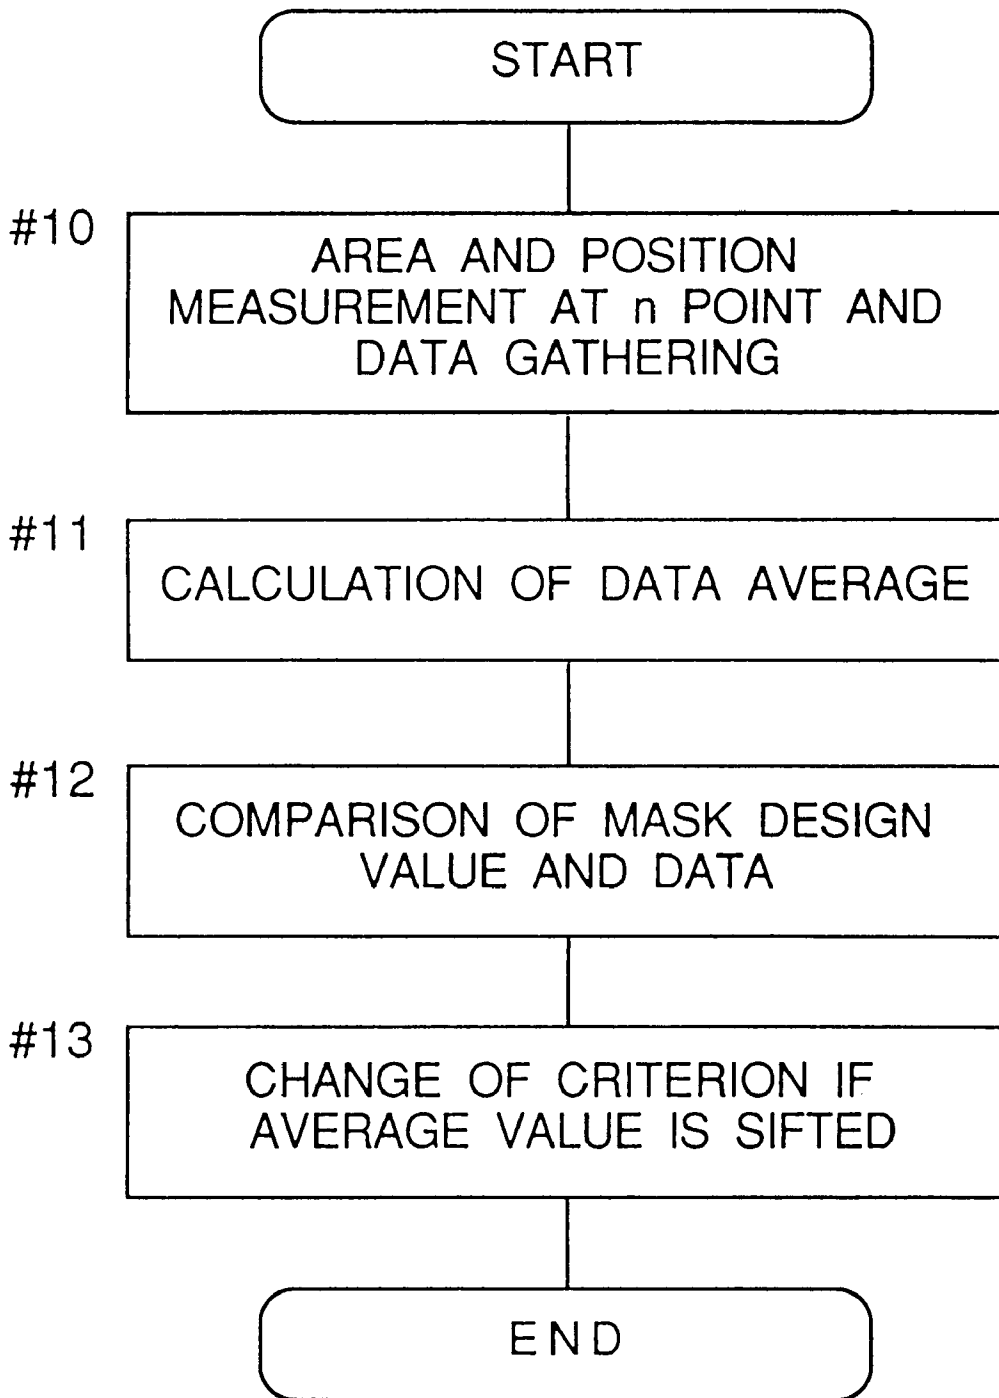 START
#10
AREA AND POSITION
MEASUREMENT AT n POINT AND
DATA GATHERING
#11
CALCULATION OF DATA AVERAGE
#12
COMPARISON OF MASK DESIGN
VALUE AND DATA
#13
CHANGE OF CRITERION IF
AVERAGE VALUE IS SIFTED
END